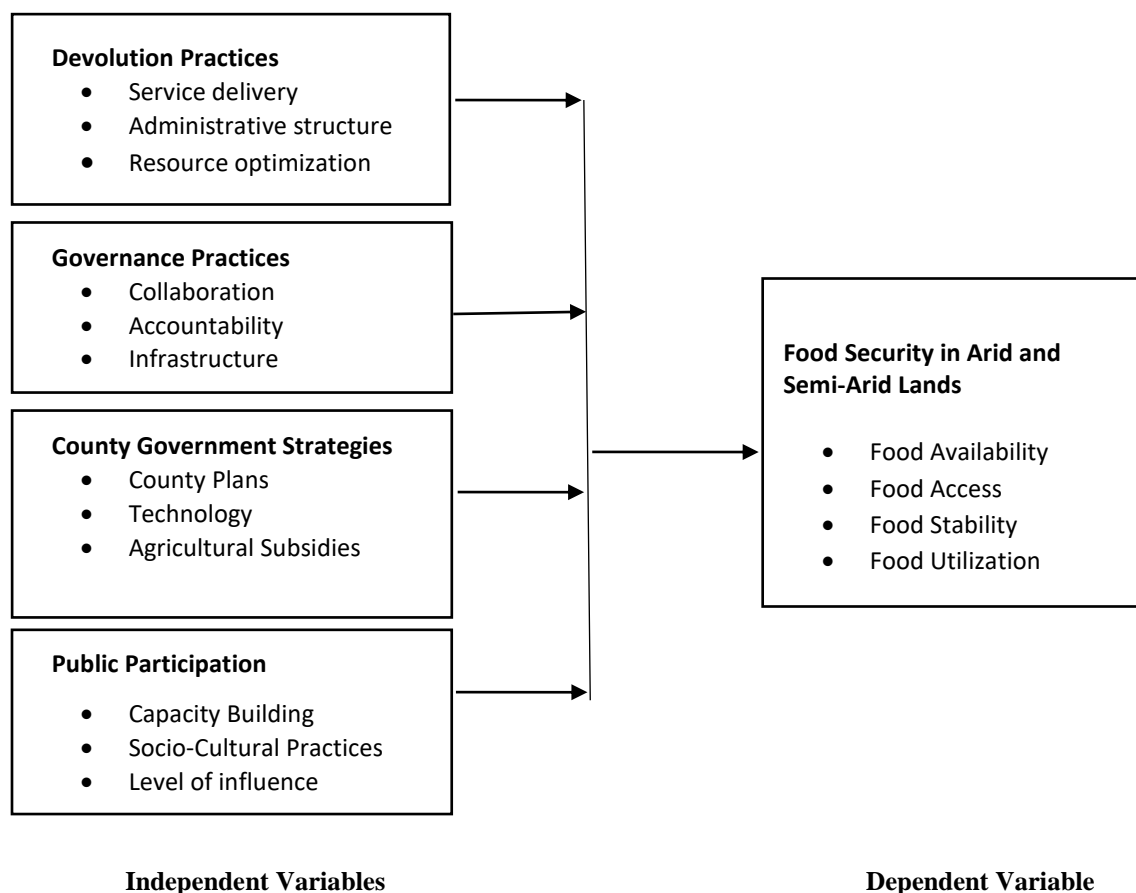 Devolution Practices
• Service delivery
• Administrative structure
• Resource optimization
Governance Practices
• Collaboration
• Accountability
• Infrastructure
County Government Strategies
• County Plans
• Technology
• Agricultural Subsidies
Public Participation
• Capacity Building
• Socio-Cultural Practices
• Level of influence
Food Security in Arid and
Semi-Arid Lands
• Food Availability
• Food Access
• Food Stability
• Food Utilization
Independent Variables
Dependent Variable